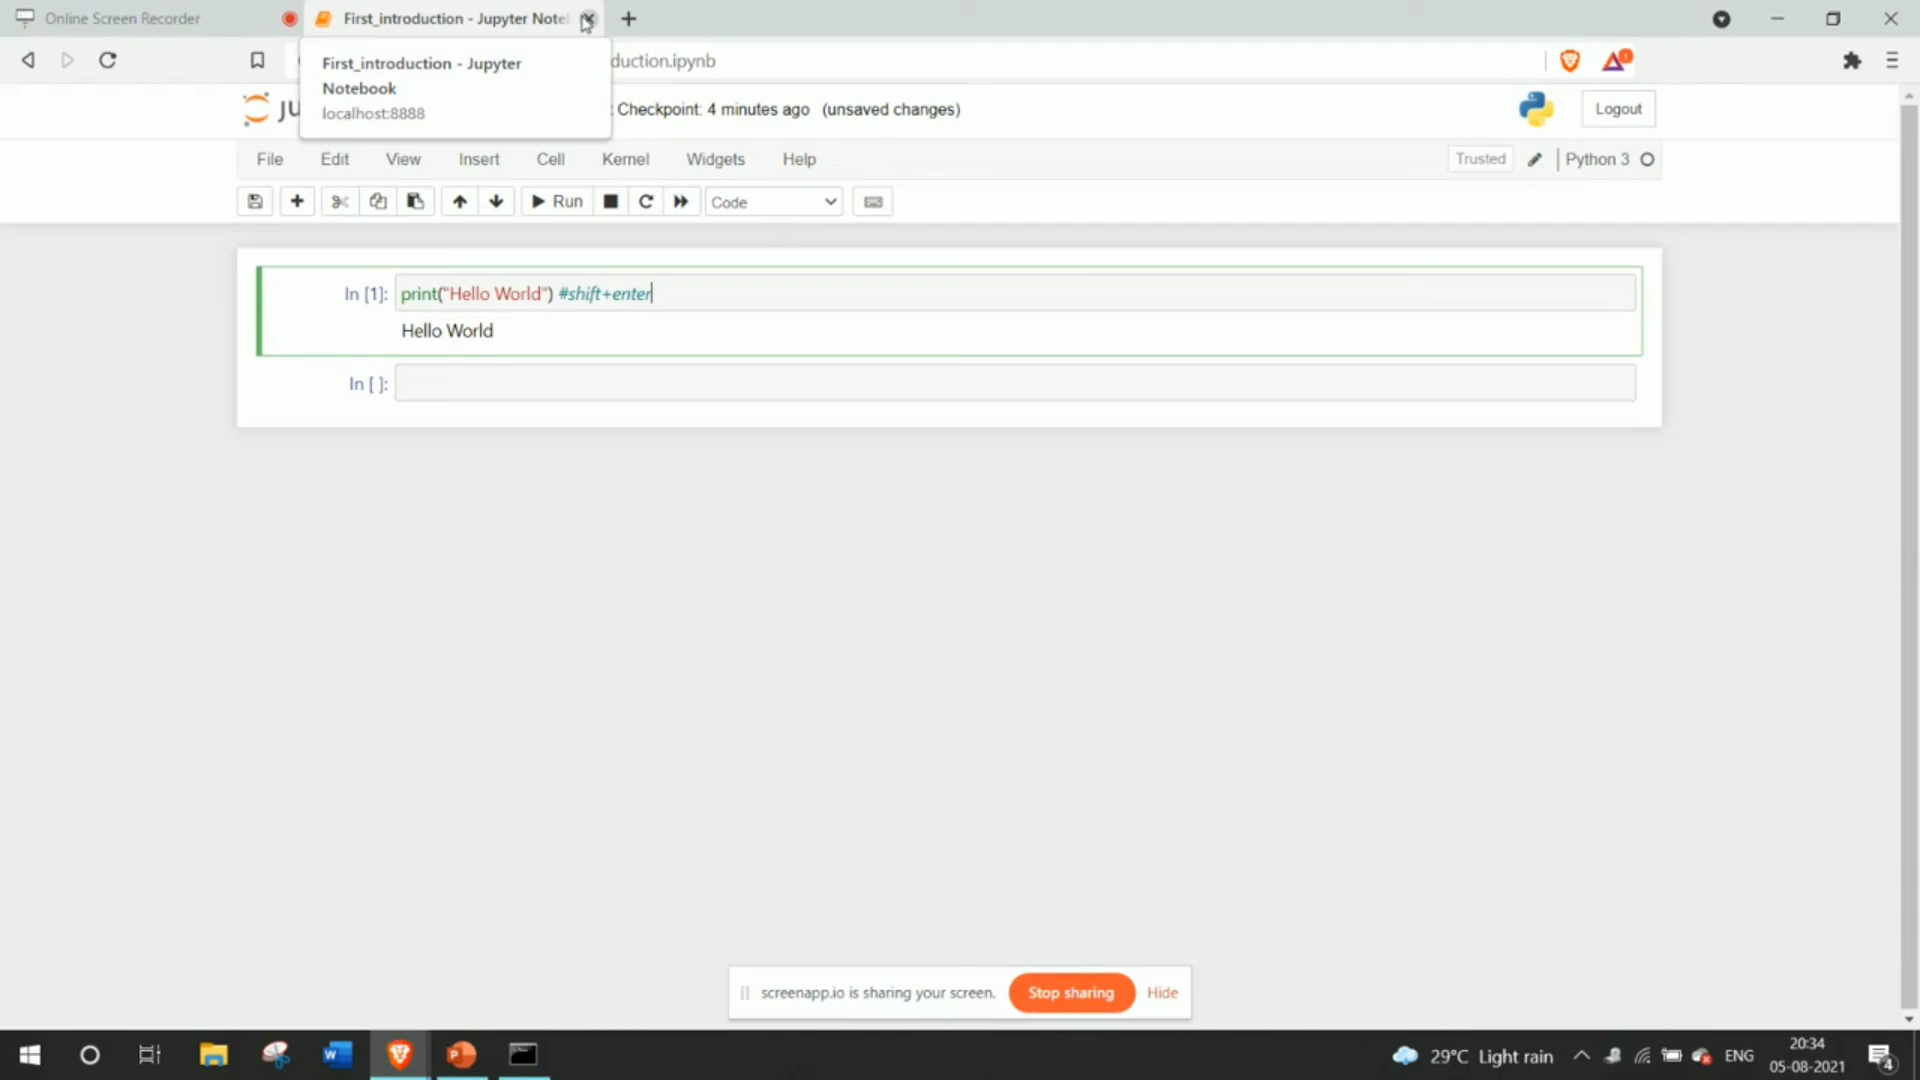 Online Screen Recorder
First_introduction - Jupyter Note
First_introduction - Jupyter
Notebook
localhost:8888
duction.ipynb
1
Ju
Checkpoint: 4 minutes ago (unsaved changes)
Logout
File Edit View Insert Cell Kernel Widgets Help
Trusted
Python 3
Run
Code
In [1]: print("Hello World") #shift+enter
Hello World
In [ ]:
screenapp.io is sharing your screen.
Stop sharing
Hide
29°C Light rain
ENG
20:34
05-08-2021
4